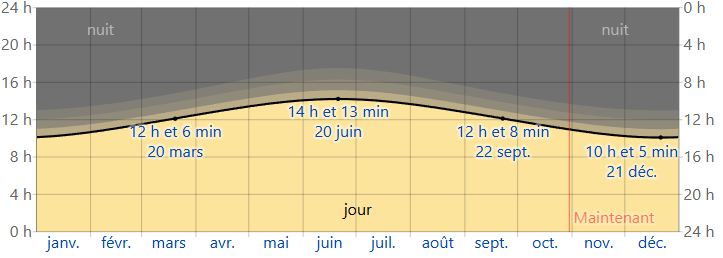 24 h
0 h
nuit
nuit
20 h
4 h
16 h
8 h
12 h
12 h
14 h et 13 min
20 juin
12 h et 6 min
20 mars
12 h et 8 min
22 sept.
10 h et 5 min
21 déc.
8 h
16 h
4 h
20 h
jour
Maintenant
0 h
24 h
janv. févr. mars avr. mai juin juil. août sept. oct. nov. déc.